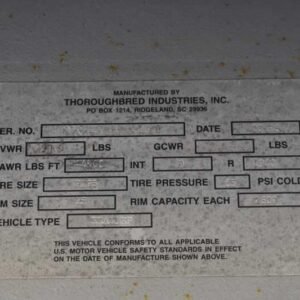 MANUFACTURED BY
THOROUGHBRED INDUSTRIES, INC.
PO BOX 1214, RIDGELAND, SC 29936
ER. NO. DATE
VWR LBS GCWR LBS
AWR LBS FT INT R
RE SIZE TIRE PRESSURE PSI COLD
M SIZE RIM CAPACITY EACH
EHICLE TYPE
THIS VEHICLE CONFORMS TO ALL APPLICABLE
U.S. MOTOR VEHICLE SAFETY STANDARDS IN EFFECT
ON THE DATE OF MANUFACTURE SHOWN ABOVE.